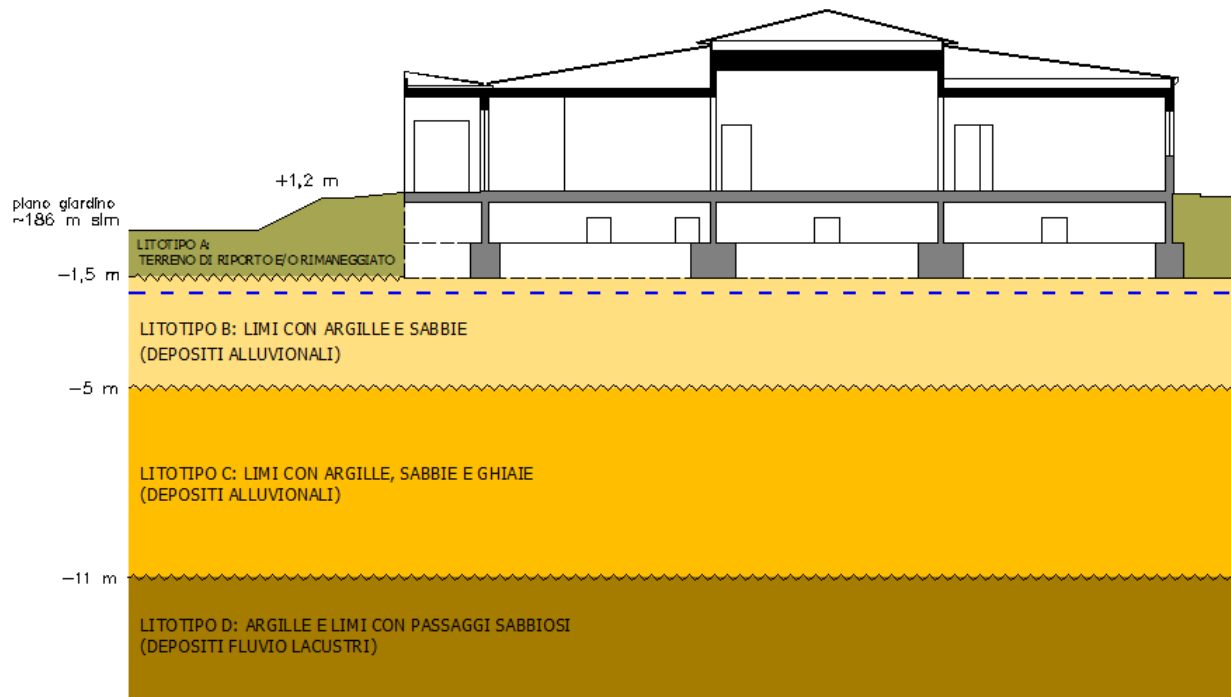 +1,2 m
plano giardino
~186 m slm
LITOTIPO A:
TERRENO DI RIPORTO E/O RIMANEGGIATO
-1,5 m
LITOTIPO B: LIMI CON ARGILLE E SABBIE
(DEPOSITI ALLUVIONALI)
-5 m
LITOTIPO C: LIMI CON ARGILLE, SABBIE E GHIAIE
(DEPOSITI ALLUVIONALI)
-11 m
LITOTIPO D: ARGILLE E LIMI CON PASSAGGI SABBIOSI
(DEPOSITI FLUVIO LACUSTRI)